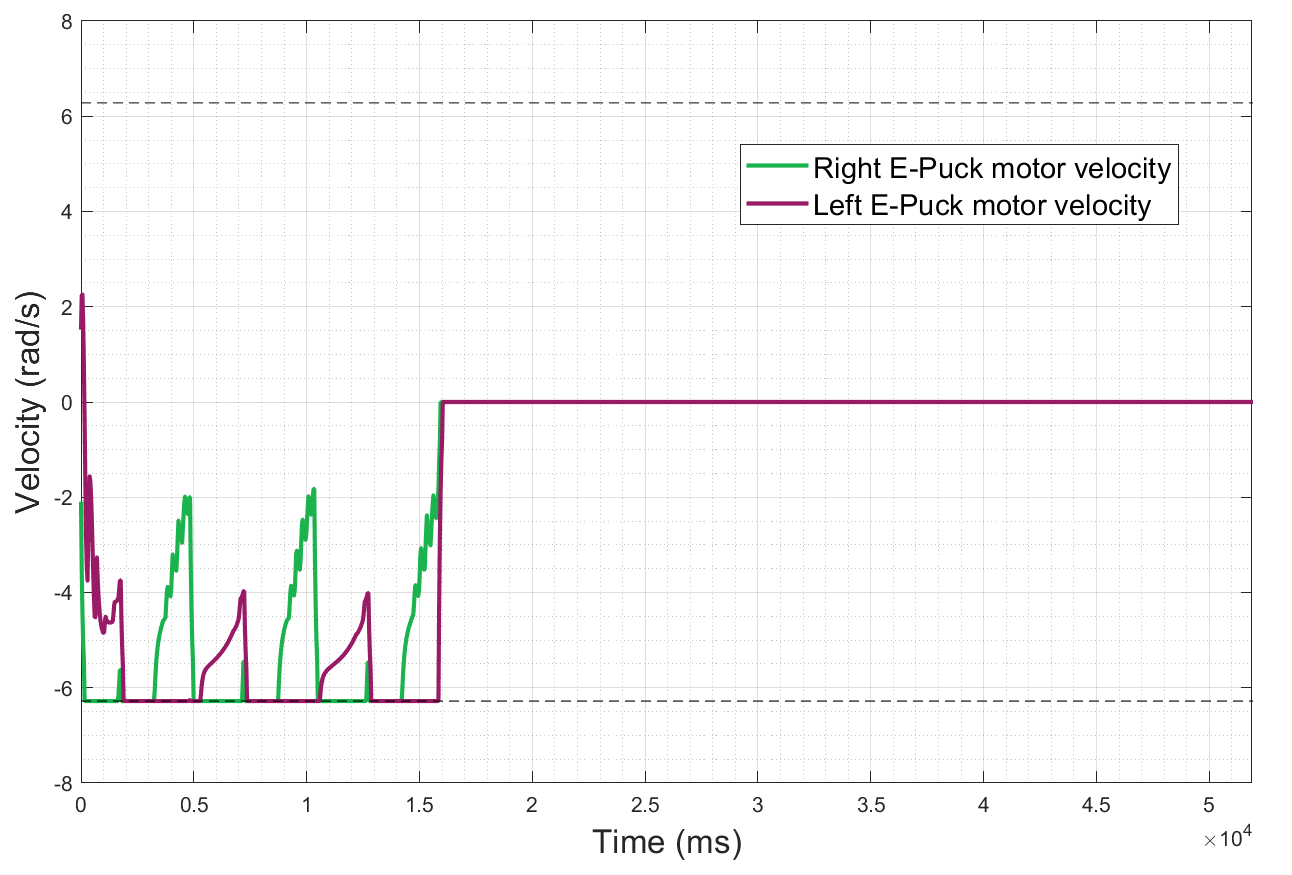 8
6
4
2
0
-2
-4
-6
-8
Velocity (rad/s)
Right E-Puck motor velocity
Left E-Puck motor velocity
0 0.5 1 1.5 2 2.5 3 3.5 4 4.5 5
×10⁴
Time (ms)